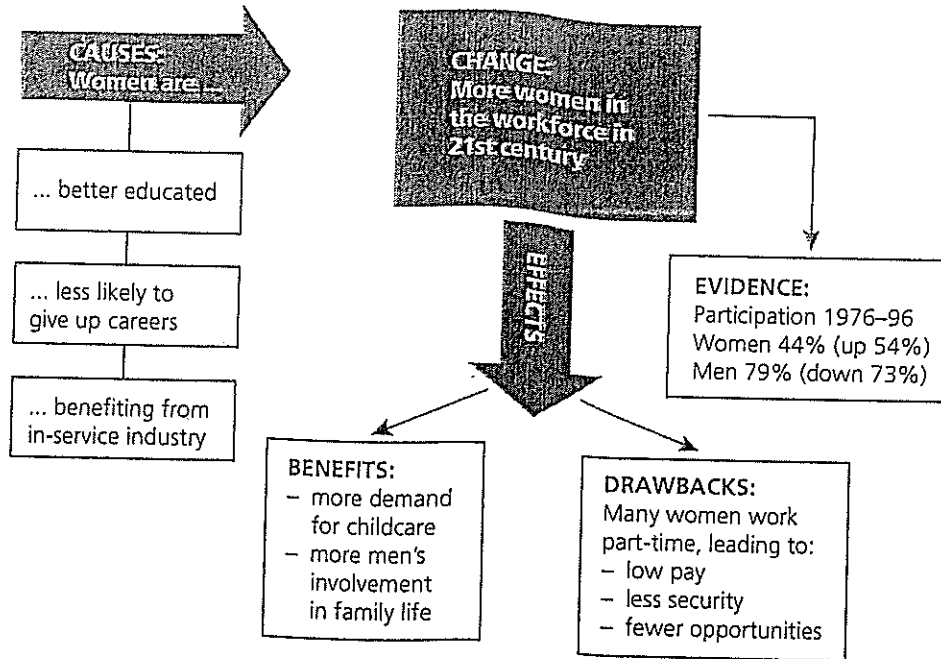 CAUSES:
Women are ...
... better educated
... less likely to
give up careers
... benefiting from
in-service industry
CHANGE:
More women in
the workforce in
21st century
EFFECTS
EVIDENCE:
Participation 1976–96
Women 44% (up 54%)
Men 79% (down 73%)
BENEFITS:
– more demand
for childcare
– more men's
involvement
in family life
DRAWBACKS:
Many women work
part-time, leading to:
– low pay
– less security
– fewer opportunities